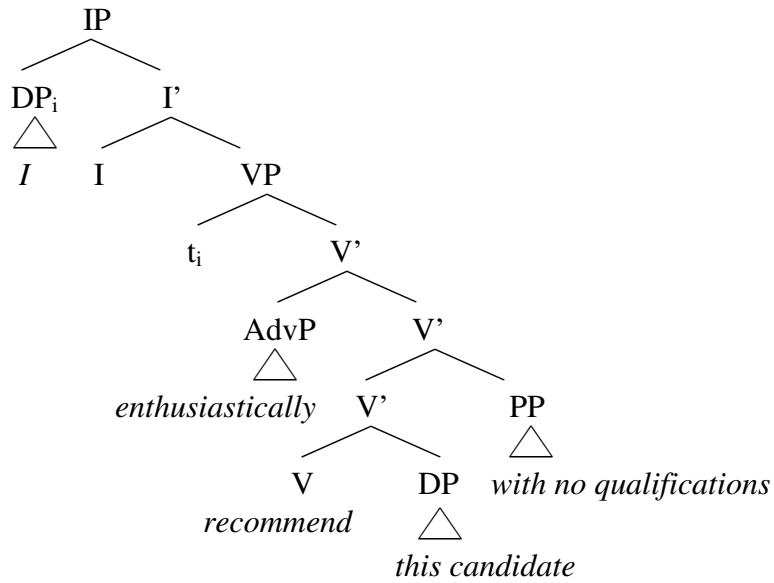 IP
DPᵢ I’
I I VP
tᵢ V’
AdvP V’
enthusiastically V’ PP
V DP with no qualifications
recommend
this candidate